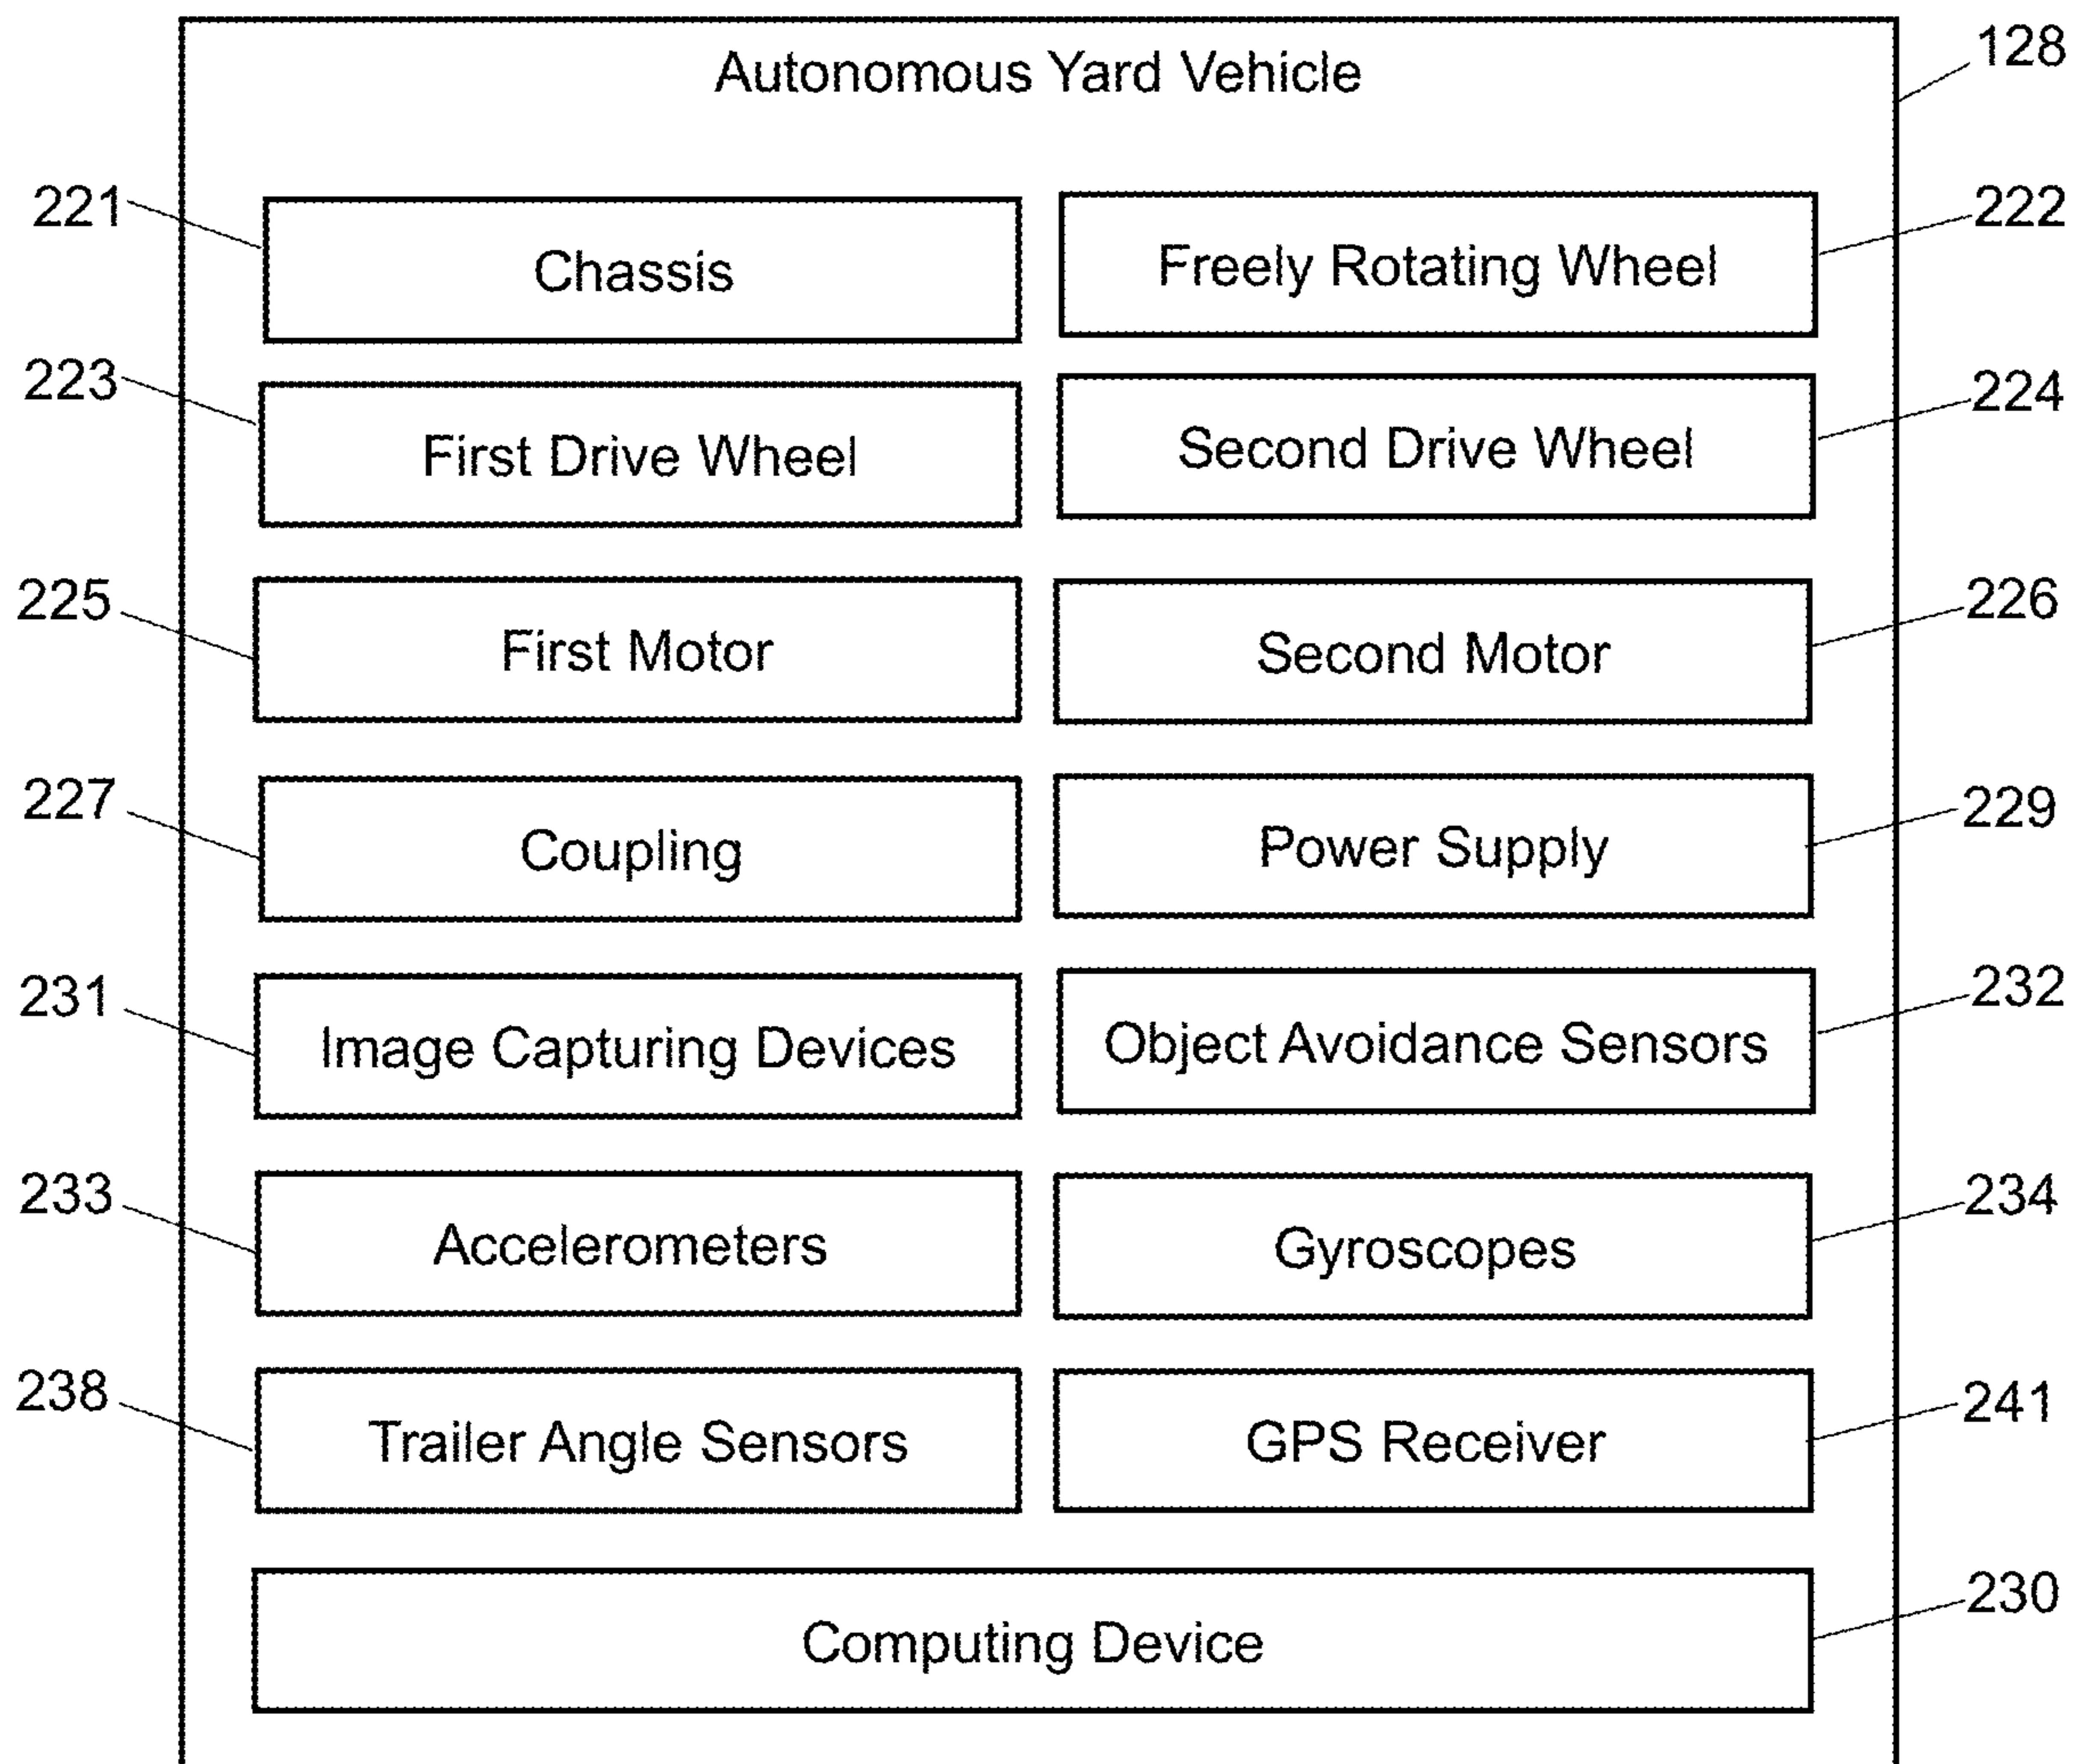 Autonomous Yard Vehicle
128
221
Chassis
Freely Rotating Wheel
222
223
First Drive Wheel
Second Drive Wheel
224
225
First Motor
Second Motor
226
227
Coupling
Power Supply
229
231
Image Capturing Devices
Object Avoidance Sensors
232
233
Accelerometers
Gyroscopes
234
238
Trailer Angle Sensors
GPS Receiver
241
Computing Device
230